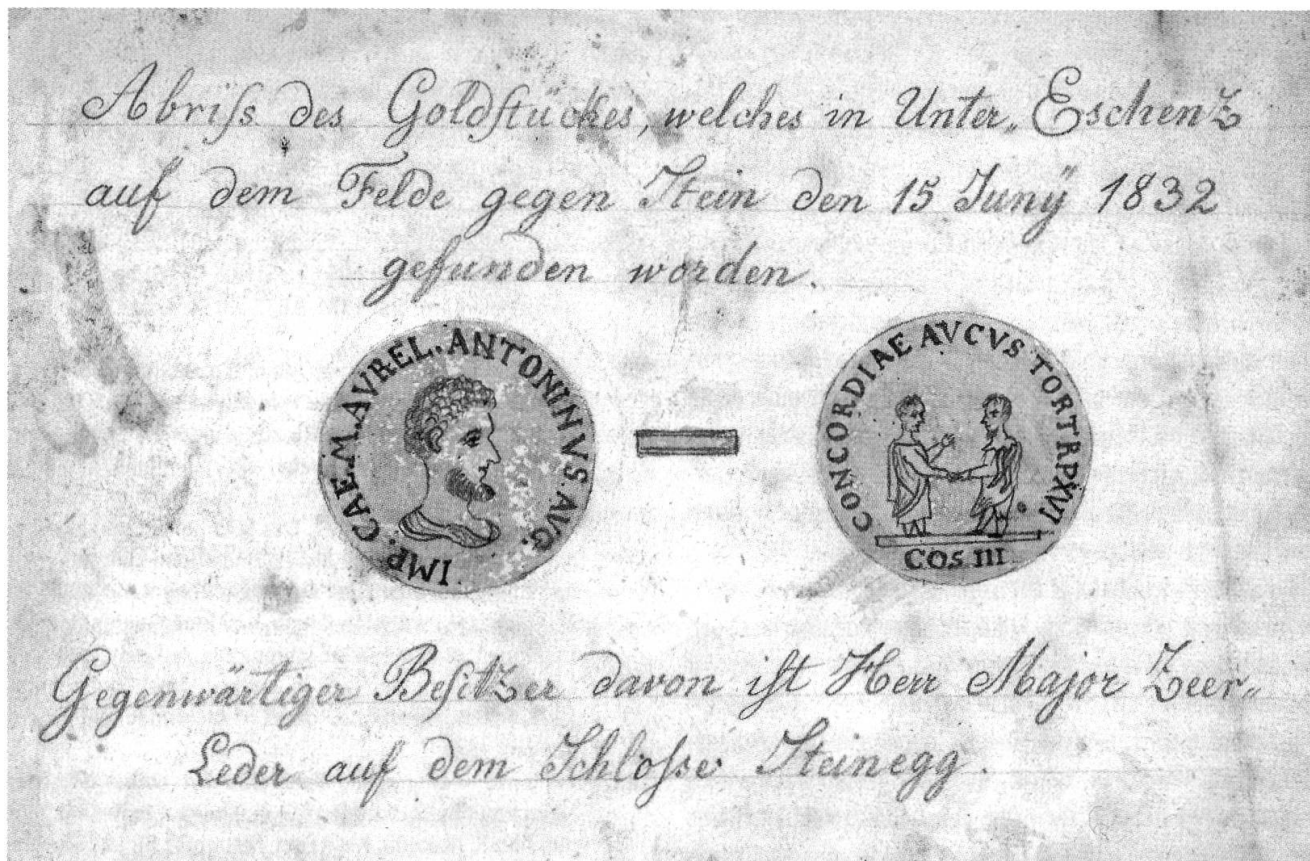 Abriſs des Goldſtückes, welches in Unter„ Eschenz
auf dem Felde gegen Stein den 15 Junÿ 1832
gefunden worden.
IMP. CAE. M. AVREL. ANTONINVS. AVG.
CONCORDIAE AVCVS TORTRPXVI
COS III
Gegenwärtiger Beſitzer davon iſt Herr Major Zeer„
Leder auf dem Schloſse Steinegg.